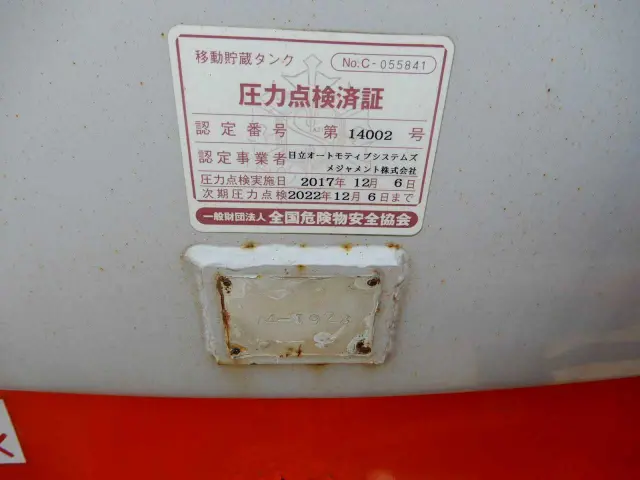 移動貯蔵タンク
No.C-055841
圧力点検済証
認定番号 第 14002 号
認定事業者 日立オートモティブシステムズ
メジャメント株式会社
圧力点検実施日 2017年 12月 6日
次期圧力点検 2022年12月 6日まで
一般財団法人 全国危険物安全協会